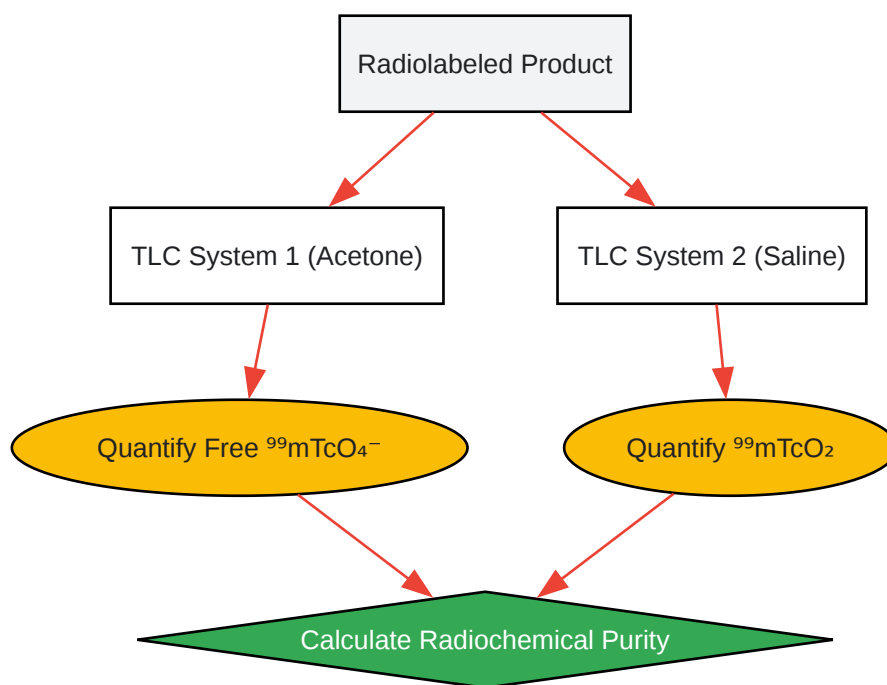 Radiolabeled Product
TLC System 1 (Acetone)
TLC System 2 (Saline)
Quantify Free ⁹⁹mTcO₄⁻
Quantify ⁹⁹mTcO₂
Calculate Radiochemical Purity